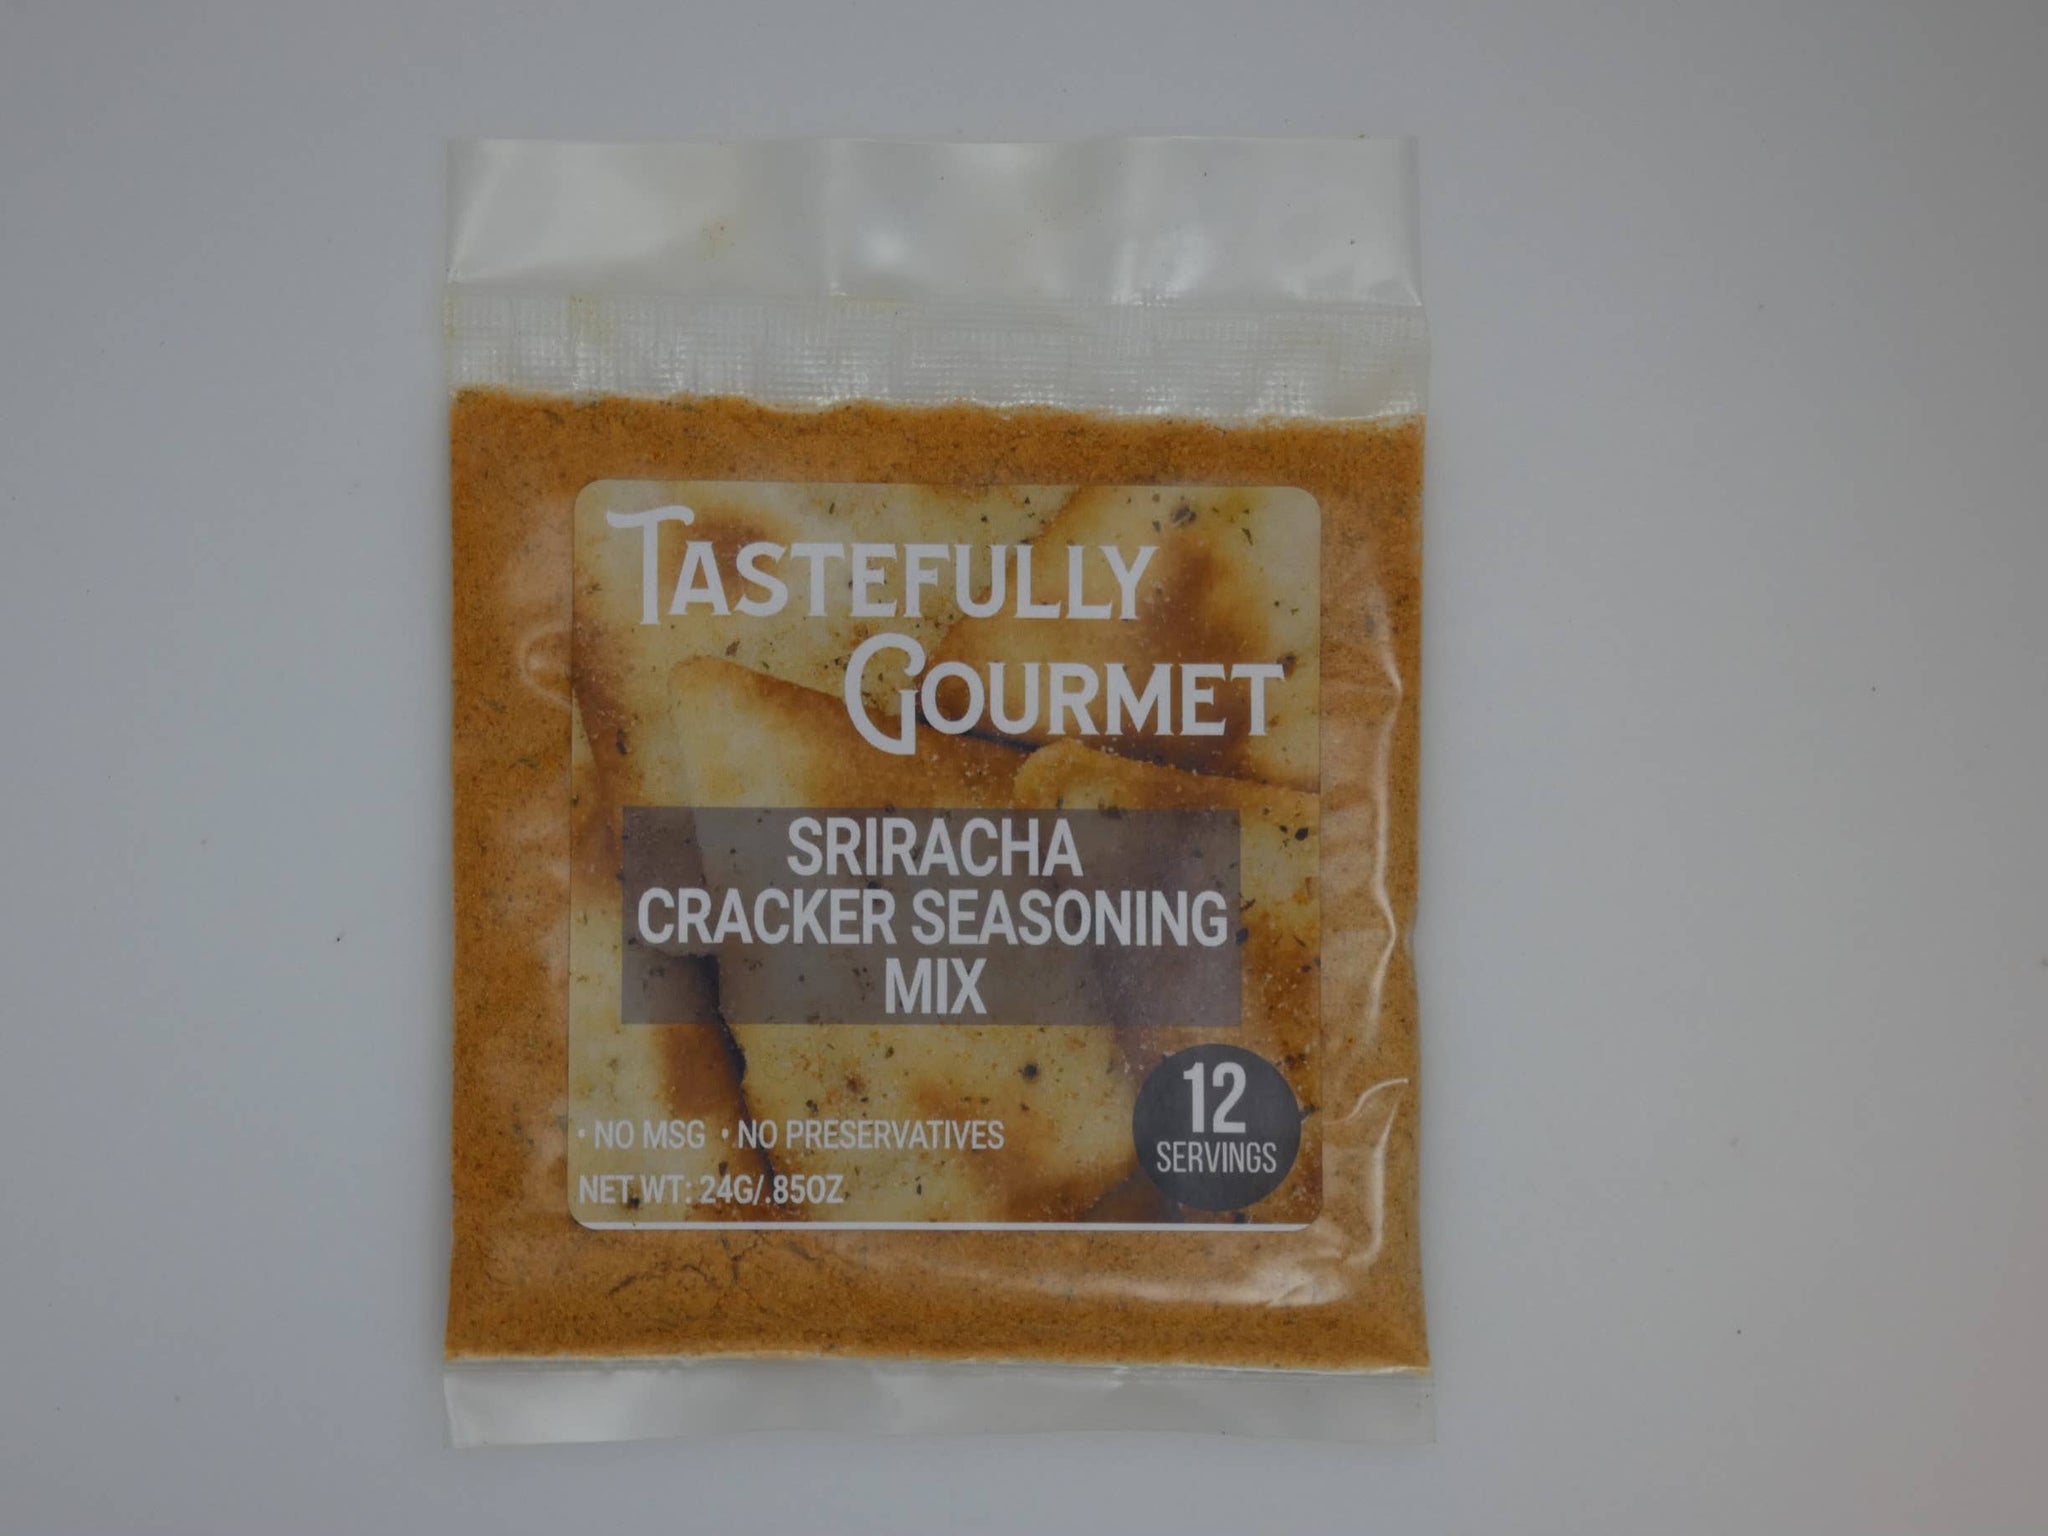 TASTEFULLY
GOURMET
SRIRACHA
CRACKER SEASONING
MIX
12
SERVINGS
• NO MSG • NO PRESERVATIVES
NET WT: 24G/.85OZ